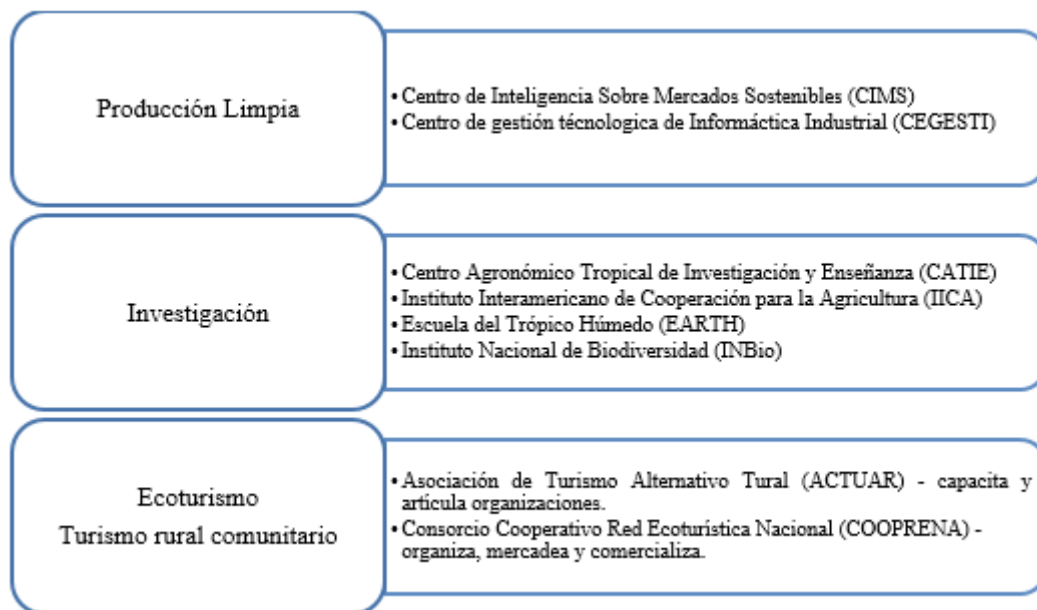 Producción Limpia
• Centro de Inteligencia Sobre Mercados Sostenibles (CIMS)
• Centro de gestión técnologica de Informáctica Industrial (CEGESTI)
Investigación
• Centro Agronómico Tropical de Investigación y Enseñanza (CATIE)
• Instituto Interamericano de Cooperación para la Agricultura (IICA)
• Escuela del Trópico Húmedo (EARTH)
• Instituto Nacional de Biodiversidad (INBio)
Ecoturismo
Turismo rural comunitario
• Asociación de Turismo Alternativo Tural (ACTUAR) - capacita y
artícula organizaciones.
• Consorcio Cooperativo Red Ecoturística Nacional (COOPRENA) -
organiza, mercadea y comercializa.